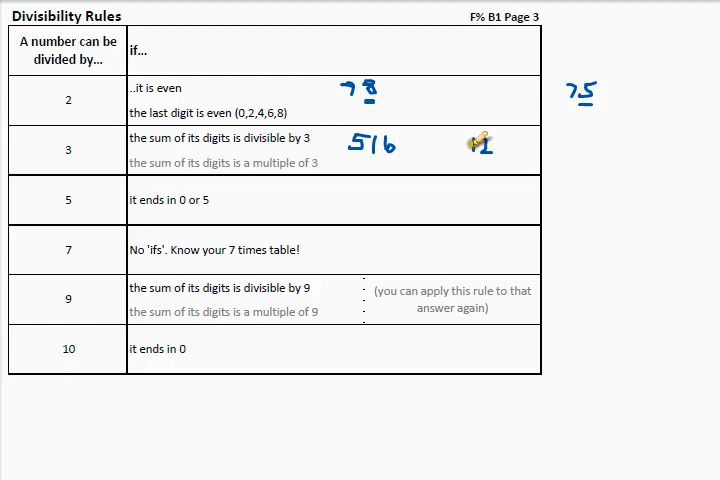 Divisibility Rules
F% B1 Page 3
A number can be divided by...
if...
2
..it is even
the last digit is even (0,2,4,6,8)
78
75
3
the sum of its digits is divisible by 3
the sum of its digits is a multiple of 3
516
12
5
it ends in 0 or 5
7
No 'ifs'. Know your 7 times table!
9
the sum of its digits is divisible by 9
the sum of its digits is a multiple of 9
(you can apply this rule to that
answer again)
10
it ends in 0